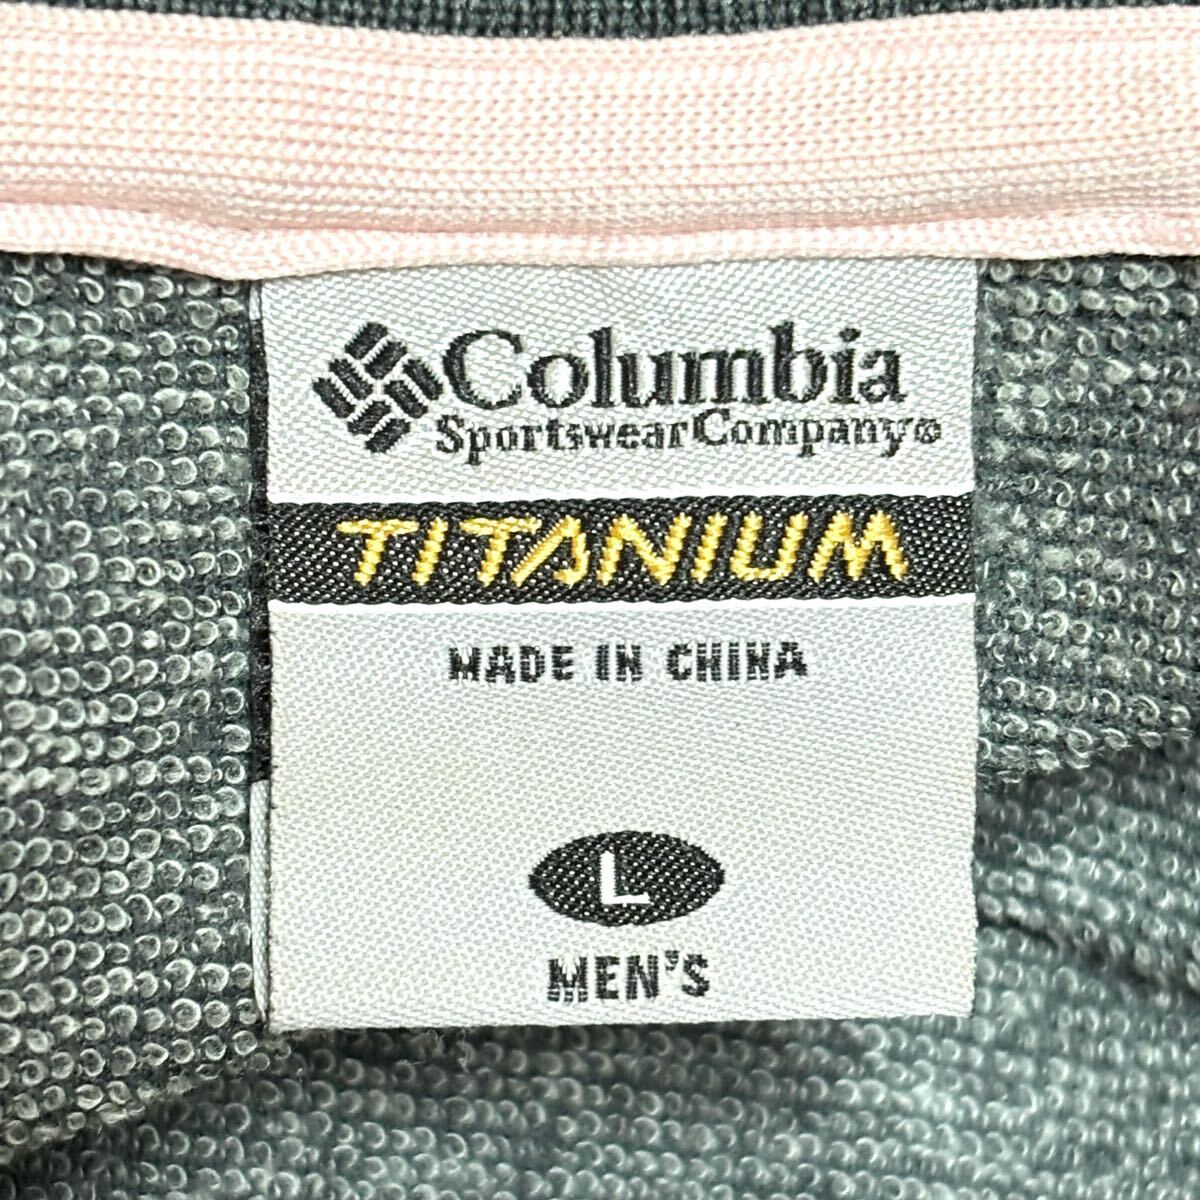 Columbia
Sportswear Company®
TITANIUM
MADE IN CHINA
L
MEN'S